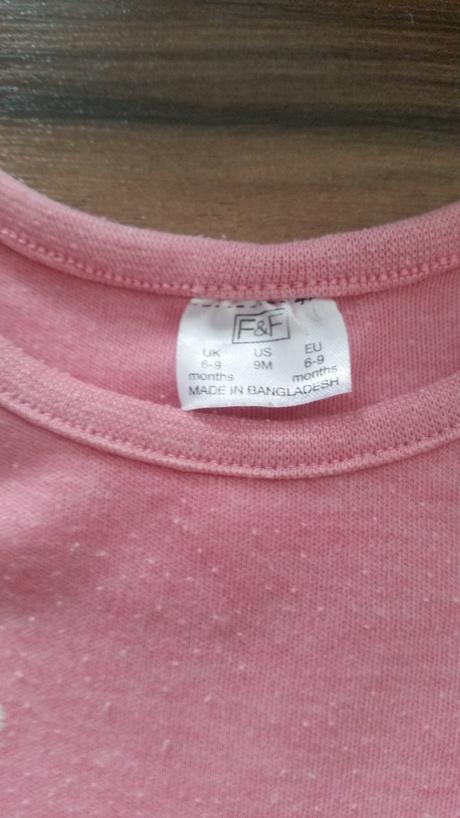 F&F
UK US EU
6-9 9M 6-9
months months
MADE IN BANGLADESH